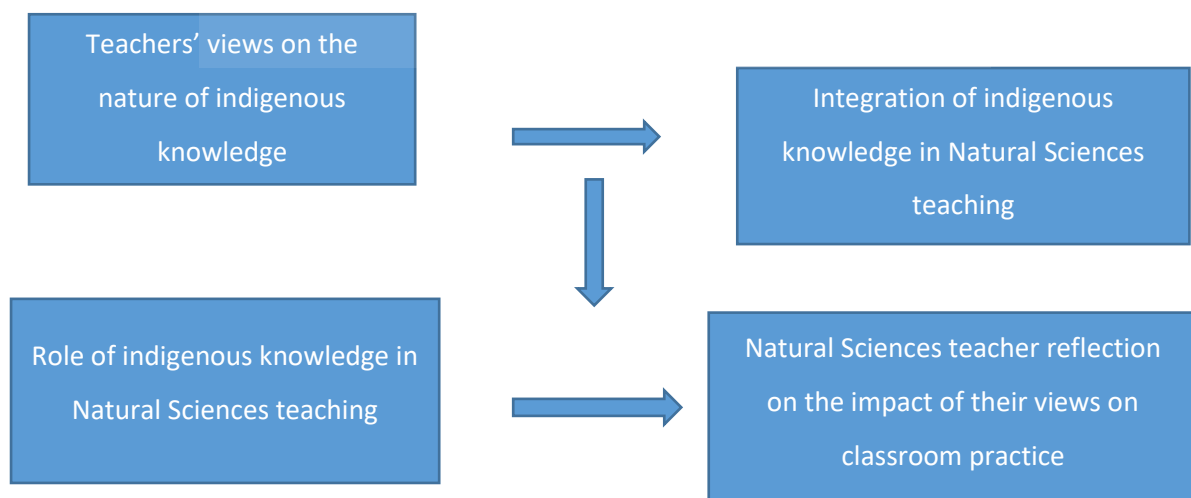 Teachers’ views on the
nature of indigenous
knowledge
Integration of indigenous
knowledge in Natural Sciences
teaching
Role of indigenous knowledge in
Natural Sciences teaching
Natural Sciences teacher reflection
on the impact of their views on
classroom practice